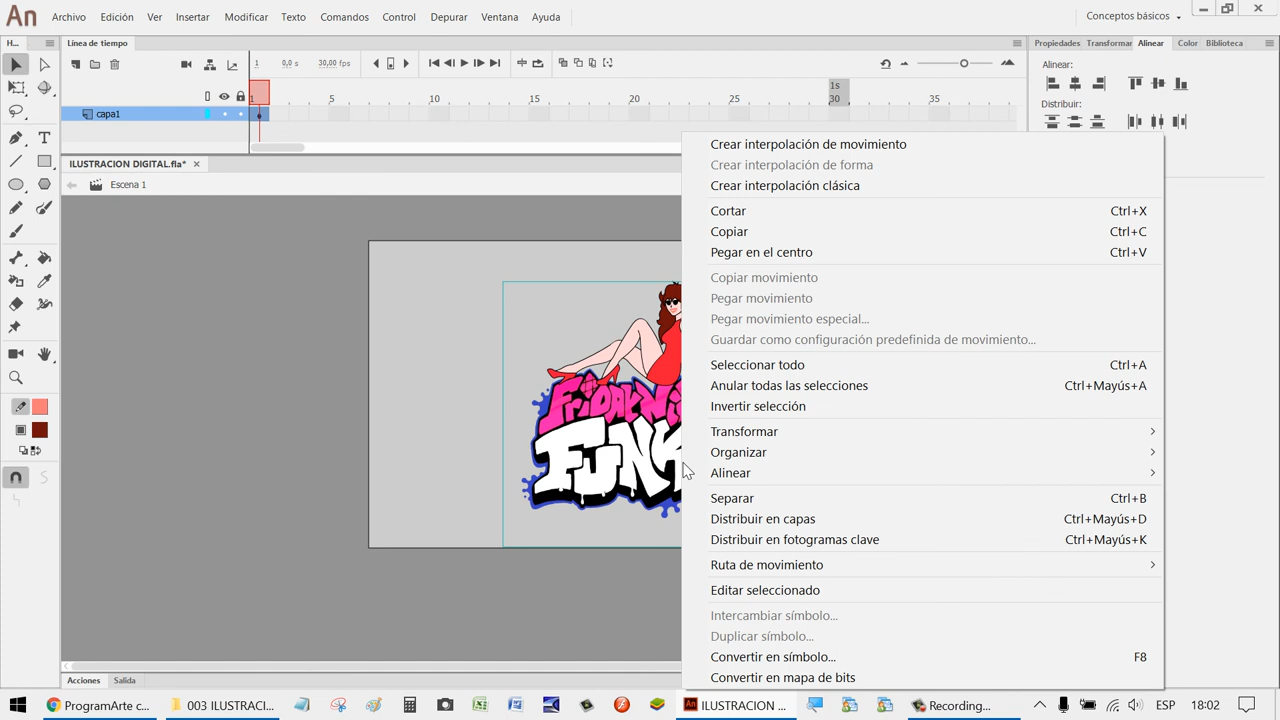 An Archivo Edición Ver Insertar Modificar Texto Comandos Control Depurar Ventana Ayuda Conceptos básicos
H... Línea de tiempo Propiedades Transformar Alinear Color Biblioteca
1 0,0 s 30,00 fps Alinear:
1s
1 5 10 15 20 25 30 35
Distribuir:
capa1
Crear interpolación de movimiento
ILUSTRACION DIGITAL.fla*
Crear interpolación de forma
Escena 1
Crear interpolación clásica
Cortar Ctrl+X
Copiar Ctrl+C
Pegar en el centro Ctrl+V
Copiar movimiento
Pegar movimiento
Pegar movimiento especial...
Guardar como configuración predefinida de movimiento...
Seleccionar todo Ctrl+A
Anular todas las selecciones Ctrl+Mayús+A
Invertir selección
Transformar
Organizar
Alinear
Separar Ctrl+B
Distribuir en capas Ctrl+Mayús+D
Distribuir en fotogramas clave Ctrl+Mayús+K
Ruta de movimiento
Editar seleccionado
Intercambiar símbolo...
Duplicar símbolo...
Convertir en símbolo... F8
Convertir en mapa de bits
FRiDAY Ni
FUNK
Acciones Salida
ProgramArte c... 003 ILUSTRACI... An ILUSTRACION ... Recording... ESP 18:02